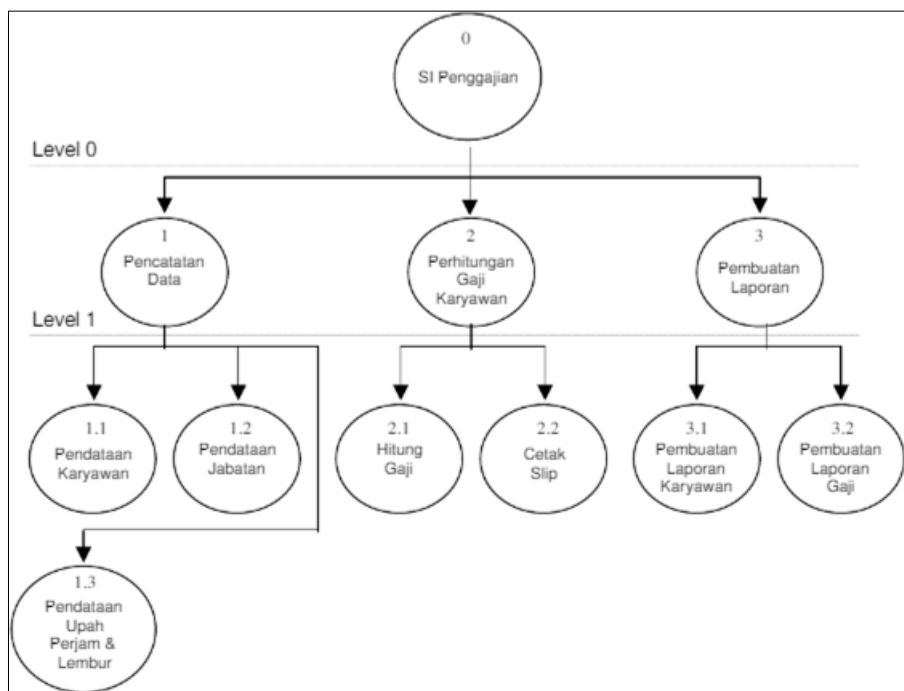 0
SI Penggajian
Level 0
1
Pencatatan
Data
2
Perhitungan
Gaji
Karyawan
3
Pembuatan
Laporan
Level 1
1.1
Pendataan
Karyawan
1.2
Pendataan
Jabatan
2.1
Hitung
Gaji
2.2
Cetak
Slip
3.1
Pembuatan
Laporan
Karyawan
3.2
Pembuatan
Laporan
Gaji
1.3
Pendataan
Upah
Perjam &
Lembur